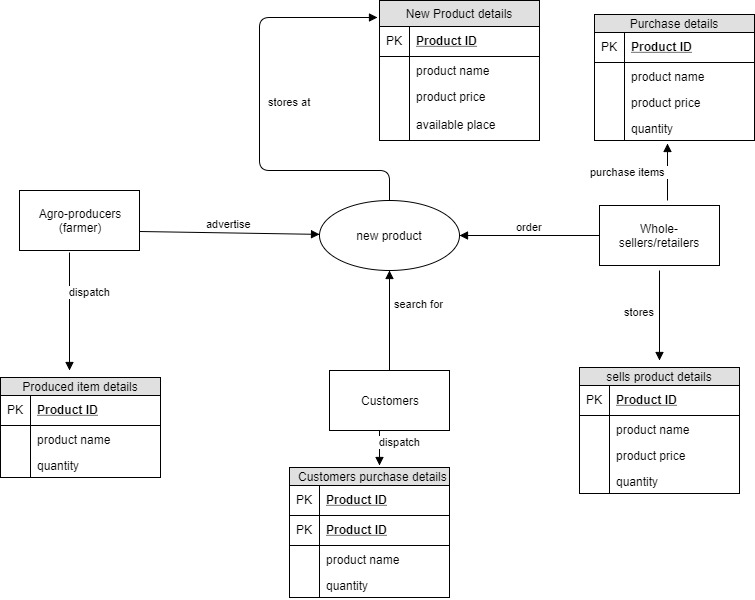 New Product details
PK Product ID
product name
product price
available place
Purchase details
PK Product ID
product name
product price
quantity
stores at
purchase items
Agro-producers
(farmer)
advertise
new product
order
Whole-
sellers/retailers
dispatch
search for
stores
Produced item details
PK Product ID
product name
quantity
Customers
sells product details
PK Product ID
product name
product price
quantity
dispatch
Customers purchase details
PK Product ID
PK Product ID
product name
quantity